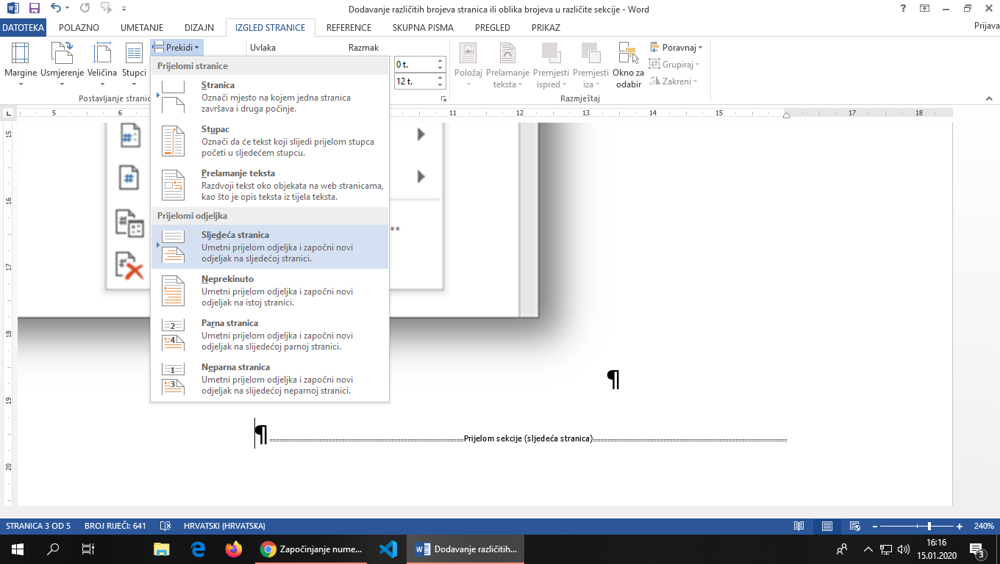 Dodavanje različitih brojeva stranica ili oblika brojeva u različite sekcije - Word
DATOTEKA POLAZNO UMETANJE DIZAJN IZGLED STRANICE REFERENCE SKUPNA PISMA PREGLED PRIKAZ Prijava
Margine
Usmjerenje
Veličina
Stupci
Prekidi
Postavljanje stranic
Uvlaka
Razmak
0 t.
12 t.
Položaj
Prelamanje
teksta
Premjesti
ispred
Premjesti
iza
Okno za
odabir
Poravnaj
Grupiraj
Zakreni
Razmještaj
Prijelomi stranice
Stranica
Označi mjesto na kojem jedna stranica
završava i druga počinje.
Stupac
Označi da će tekst koji slijedi prijelom stupca
početi u sljedećem stupcu.
Prelamanje teksta
Razdvoji tekst oko objekata na web stranicama,
kao što je opis teksta iz tijela teksta.
Prijelomi odjeljka
Sljedeća stranica
Umetni prijelom odjeljka i započni novi
odjeljak na sljedećoj stranici.
Neprekinuto
Umetni prijelom odjeljka i započni novi
odjeljak na istoj stranici.
Parna stranica
Umetni prijelom odjeljka i započni novi
odjeljak na slijedećoj parnoj stranici.
Neparna stranica
Umetni prijelom odjeljka i započni novi
odjeljak na slijedećoj neparnoj stranici.
5 6 11 12 13 14 15 17 18
15
16
17
18
19
20
¶
¶ Prijelom sekcije (sljedeća stranica)
STRANICA 3 OD 5 BROJ RIJEČI: 641 HRVATSKI (HRVATSKA) 240%
Započinjanje nume...
Dodavanje različitih...
16:16
15.01.2020
3